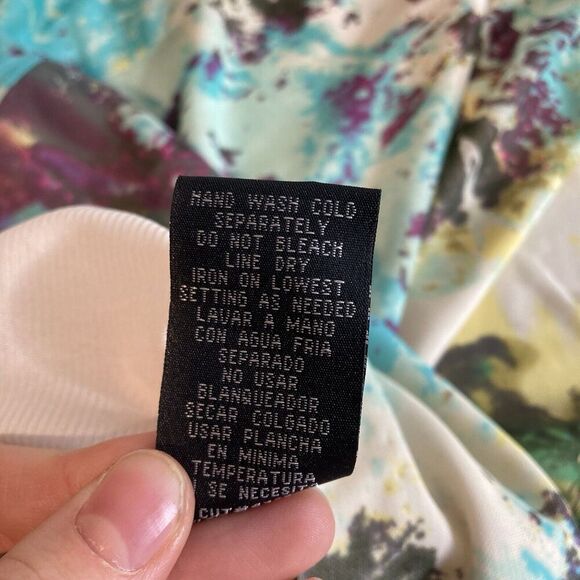 HAND WASH COLD
SEPARATELY
DO NOT BLEACH
LINE DRY
IRON ON LOWEST
SETTING AS NEEDED
LAVAR A MANO
CON AGUA FRIA
SEPARADO
NO USAR
BLANQUEADOR
SECAR COLGADO
USAR PLANCHA
EN MINIMA
TEMPERATURA
SE NECESIT